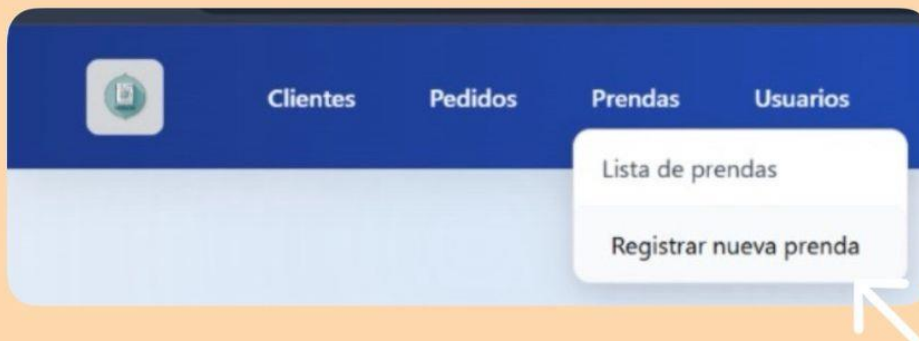 Clientes Pedidos Prendas Usuarios
Lista de prendas
Registrar nueva prenda